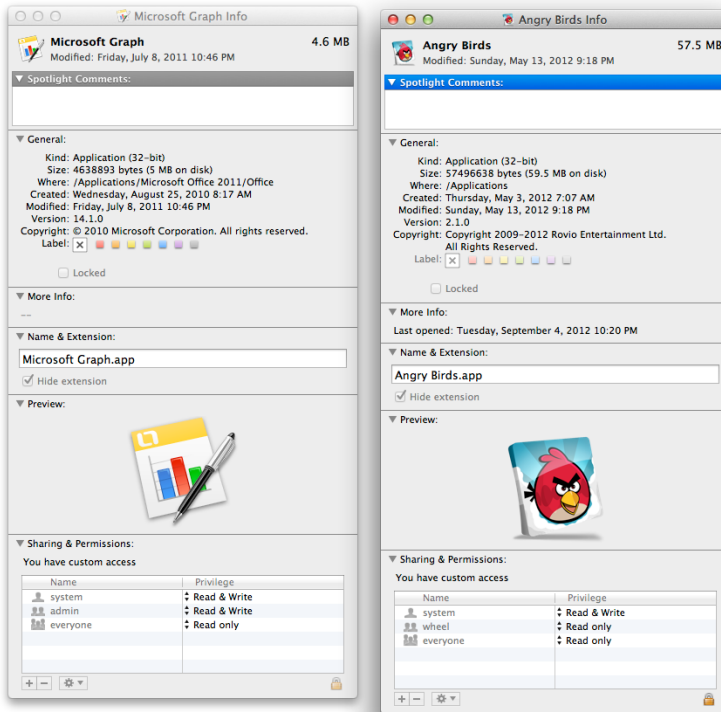 Microsoft Graph Info
Microsoft Graph 4.6 MB
Modified: Friday, July 8, 2011 10:46 PM
Spotlight Comments:
General:
Kind: Application (32-bit)
Size: 4638893 bytes (5 MB on disk)
Where: /Applications/Microsoft Office 2011/Office
Created: Wednesday, August 25, 2010 8:17 AM
Modified: Friday, July 8, 2011 10:46 PM
Version: 14.1.0
Copyright: © 2010 Microsoft Corporation. All rights reserved.
Label:
Locked
More Info:
--
Name & Extension:
Microsoft Graph.app
Hide extension
Preview:
Sharing & Permissions:
You have custom access
Name Privilege
system Read & Write
admin Read & Write
everyone Read only
Angry Birds Info
Angry Birds 57.5 MB
Modified: Sunday, May 13, 2012 9:18 PM
Spotlight Comments:
General:
Kind: Application (32-bit)
Size: 57496638 bytes (59.5 MB on disk)
Where: /Applications
Created: Thursday, May 3, 2012 7:07 AM
Modified: Sunday, May 13, 2012 9:18 PM
Version: 2.1.0
Copyright: Copyright 2009-2012 Rovio Entertainment Ltd.
All Rights Reserved.
Label:
Locked
More Info:
Last opened: Tuesday, September 4, 2012 10:20 PM
Name & Extension:
Angry Birds.app
Hide extension
Preview:
Sharing & Permissions:
You have custom access
Name Privilege
system Read & Write
wheel Read only
everyone Read only